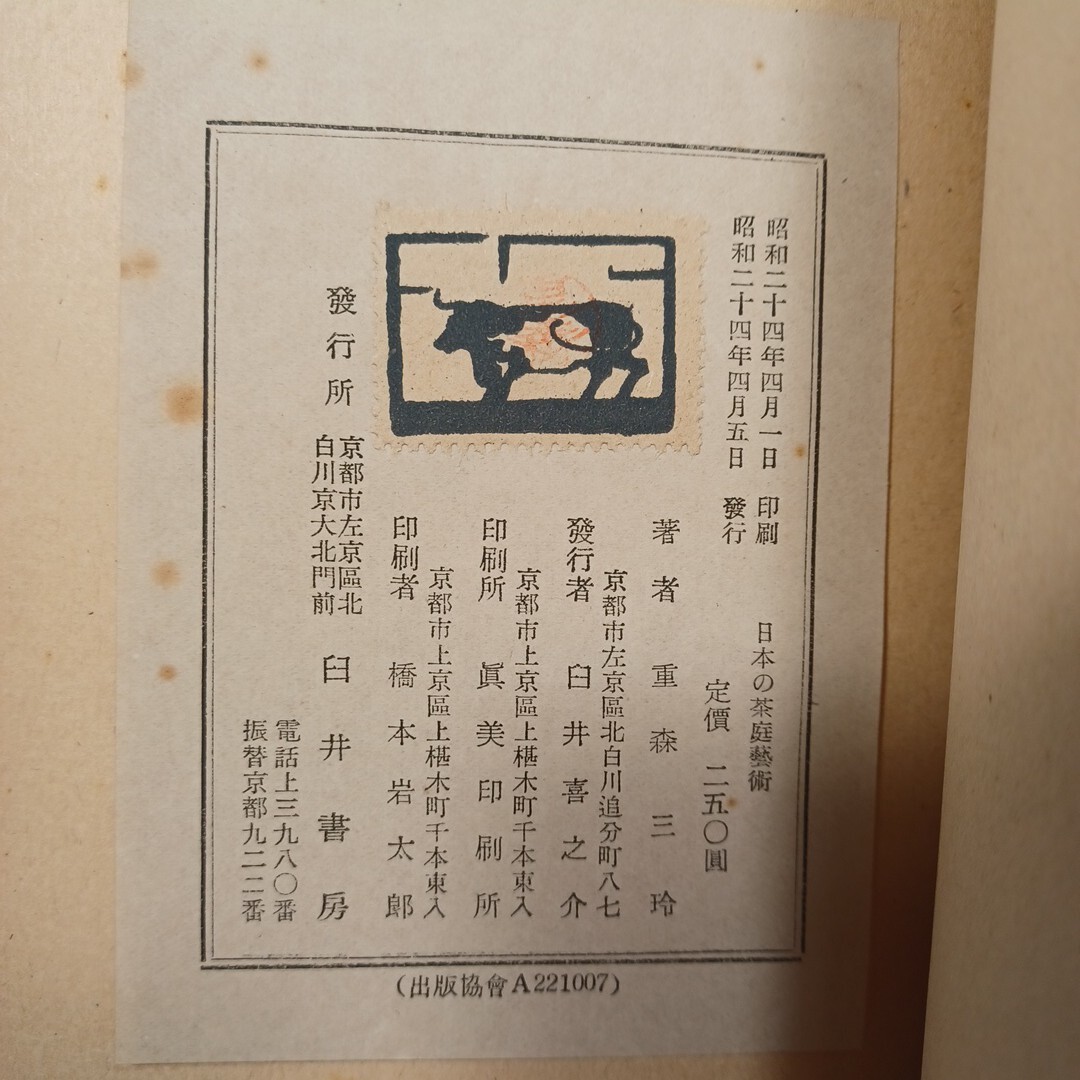 昭和二十四年四月一日 印刷
昭和二十四年四月五日 發行
日本の茶庭藝術
定價 二五〇圓
著者 重森三玲
京都市左京區北白川追分町八七
發行者 臼井喜之介
京都市上京區上椹木町千本東入
印刷所 眞美印刷所
京都市上京區上椹木町千本東入
印刷者 橋本岩太郎
發行所
京都市左京區北
白川京大北門前
臼井書房
電話上三九八〇番
振替京都九二二番
(出版協會A221007)